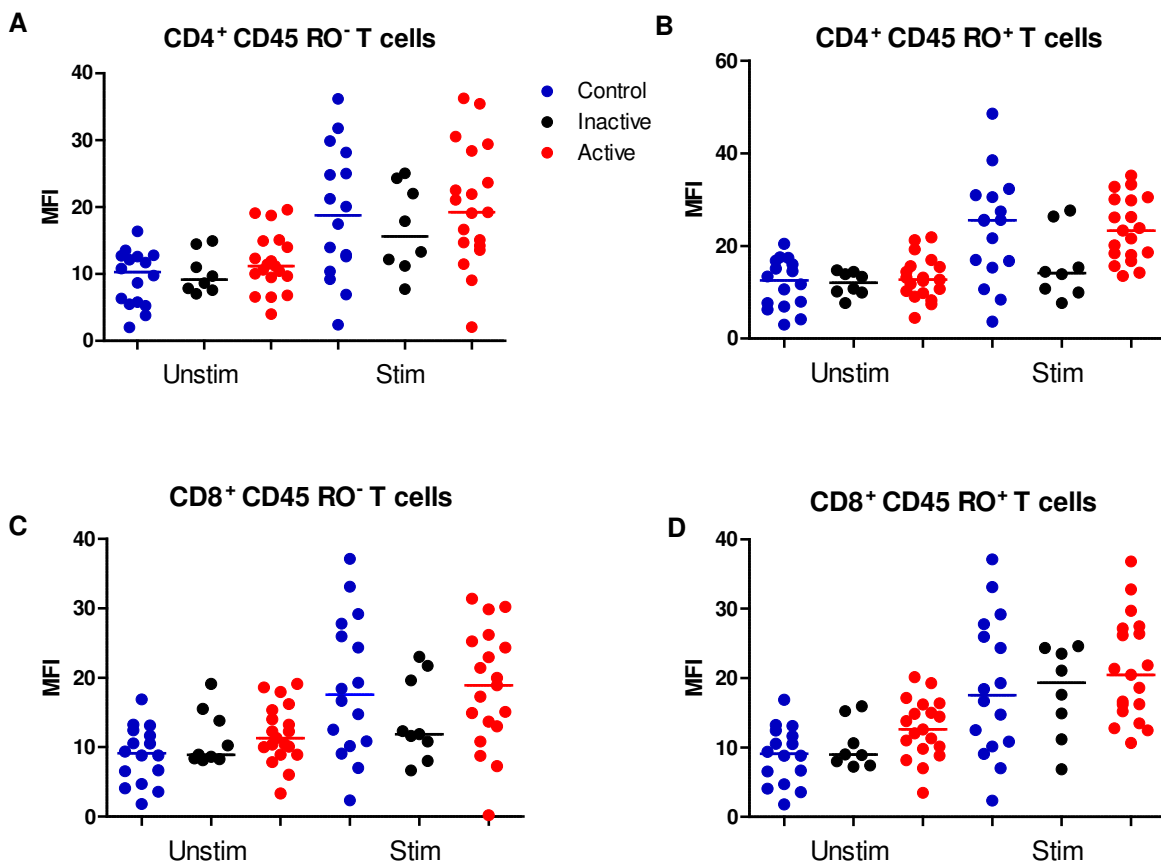 A
CD4⁺ CD45 RO⁻ T cells
40
30
20
10
0
MFI
Unstim
Stim
Control
Inactive
Active
B
CD4⁺ CD45 RO⁺ T cells
60
40
20
0
MFI
Unstim
Stim
C
CD8⁺ CD45 RO⁻ T cells
40
30
20
10
0
MFI
Unstim
Stim
D
CD8⁺ CD45 RO⁺ T cells
40
30
20
10
0
MFI
Unstim
Stim